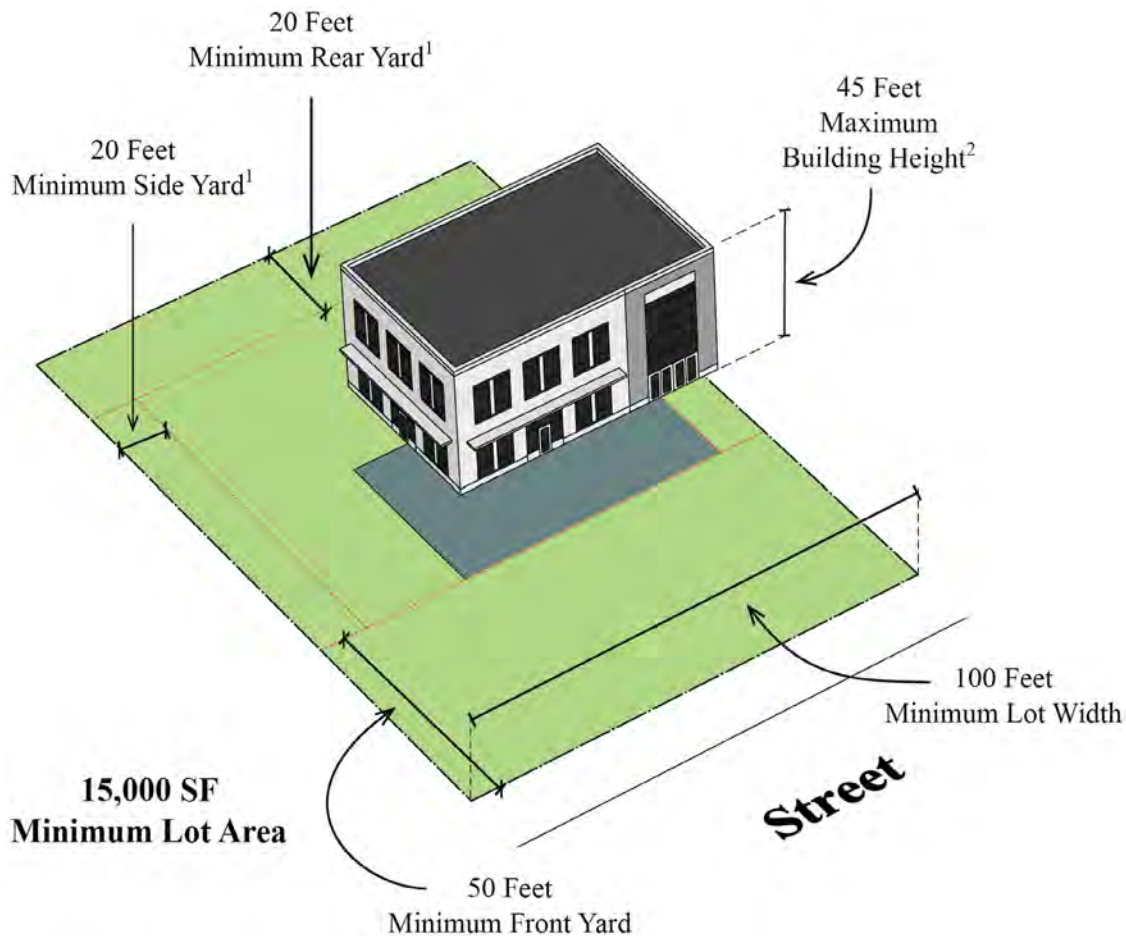 20 Feet
Minimum Rear Yard¹
20 Feet
Minimum Side Yard¹
45 Feet
Maximum
Building Height²
100 Feet
Minimum Lot Width
Street
15,000 SF
Minimum Lot Area
50 Feet
Minimum Front Yard